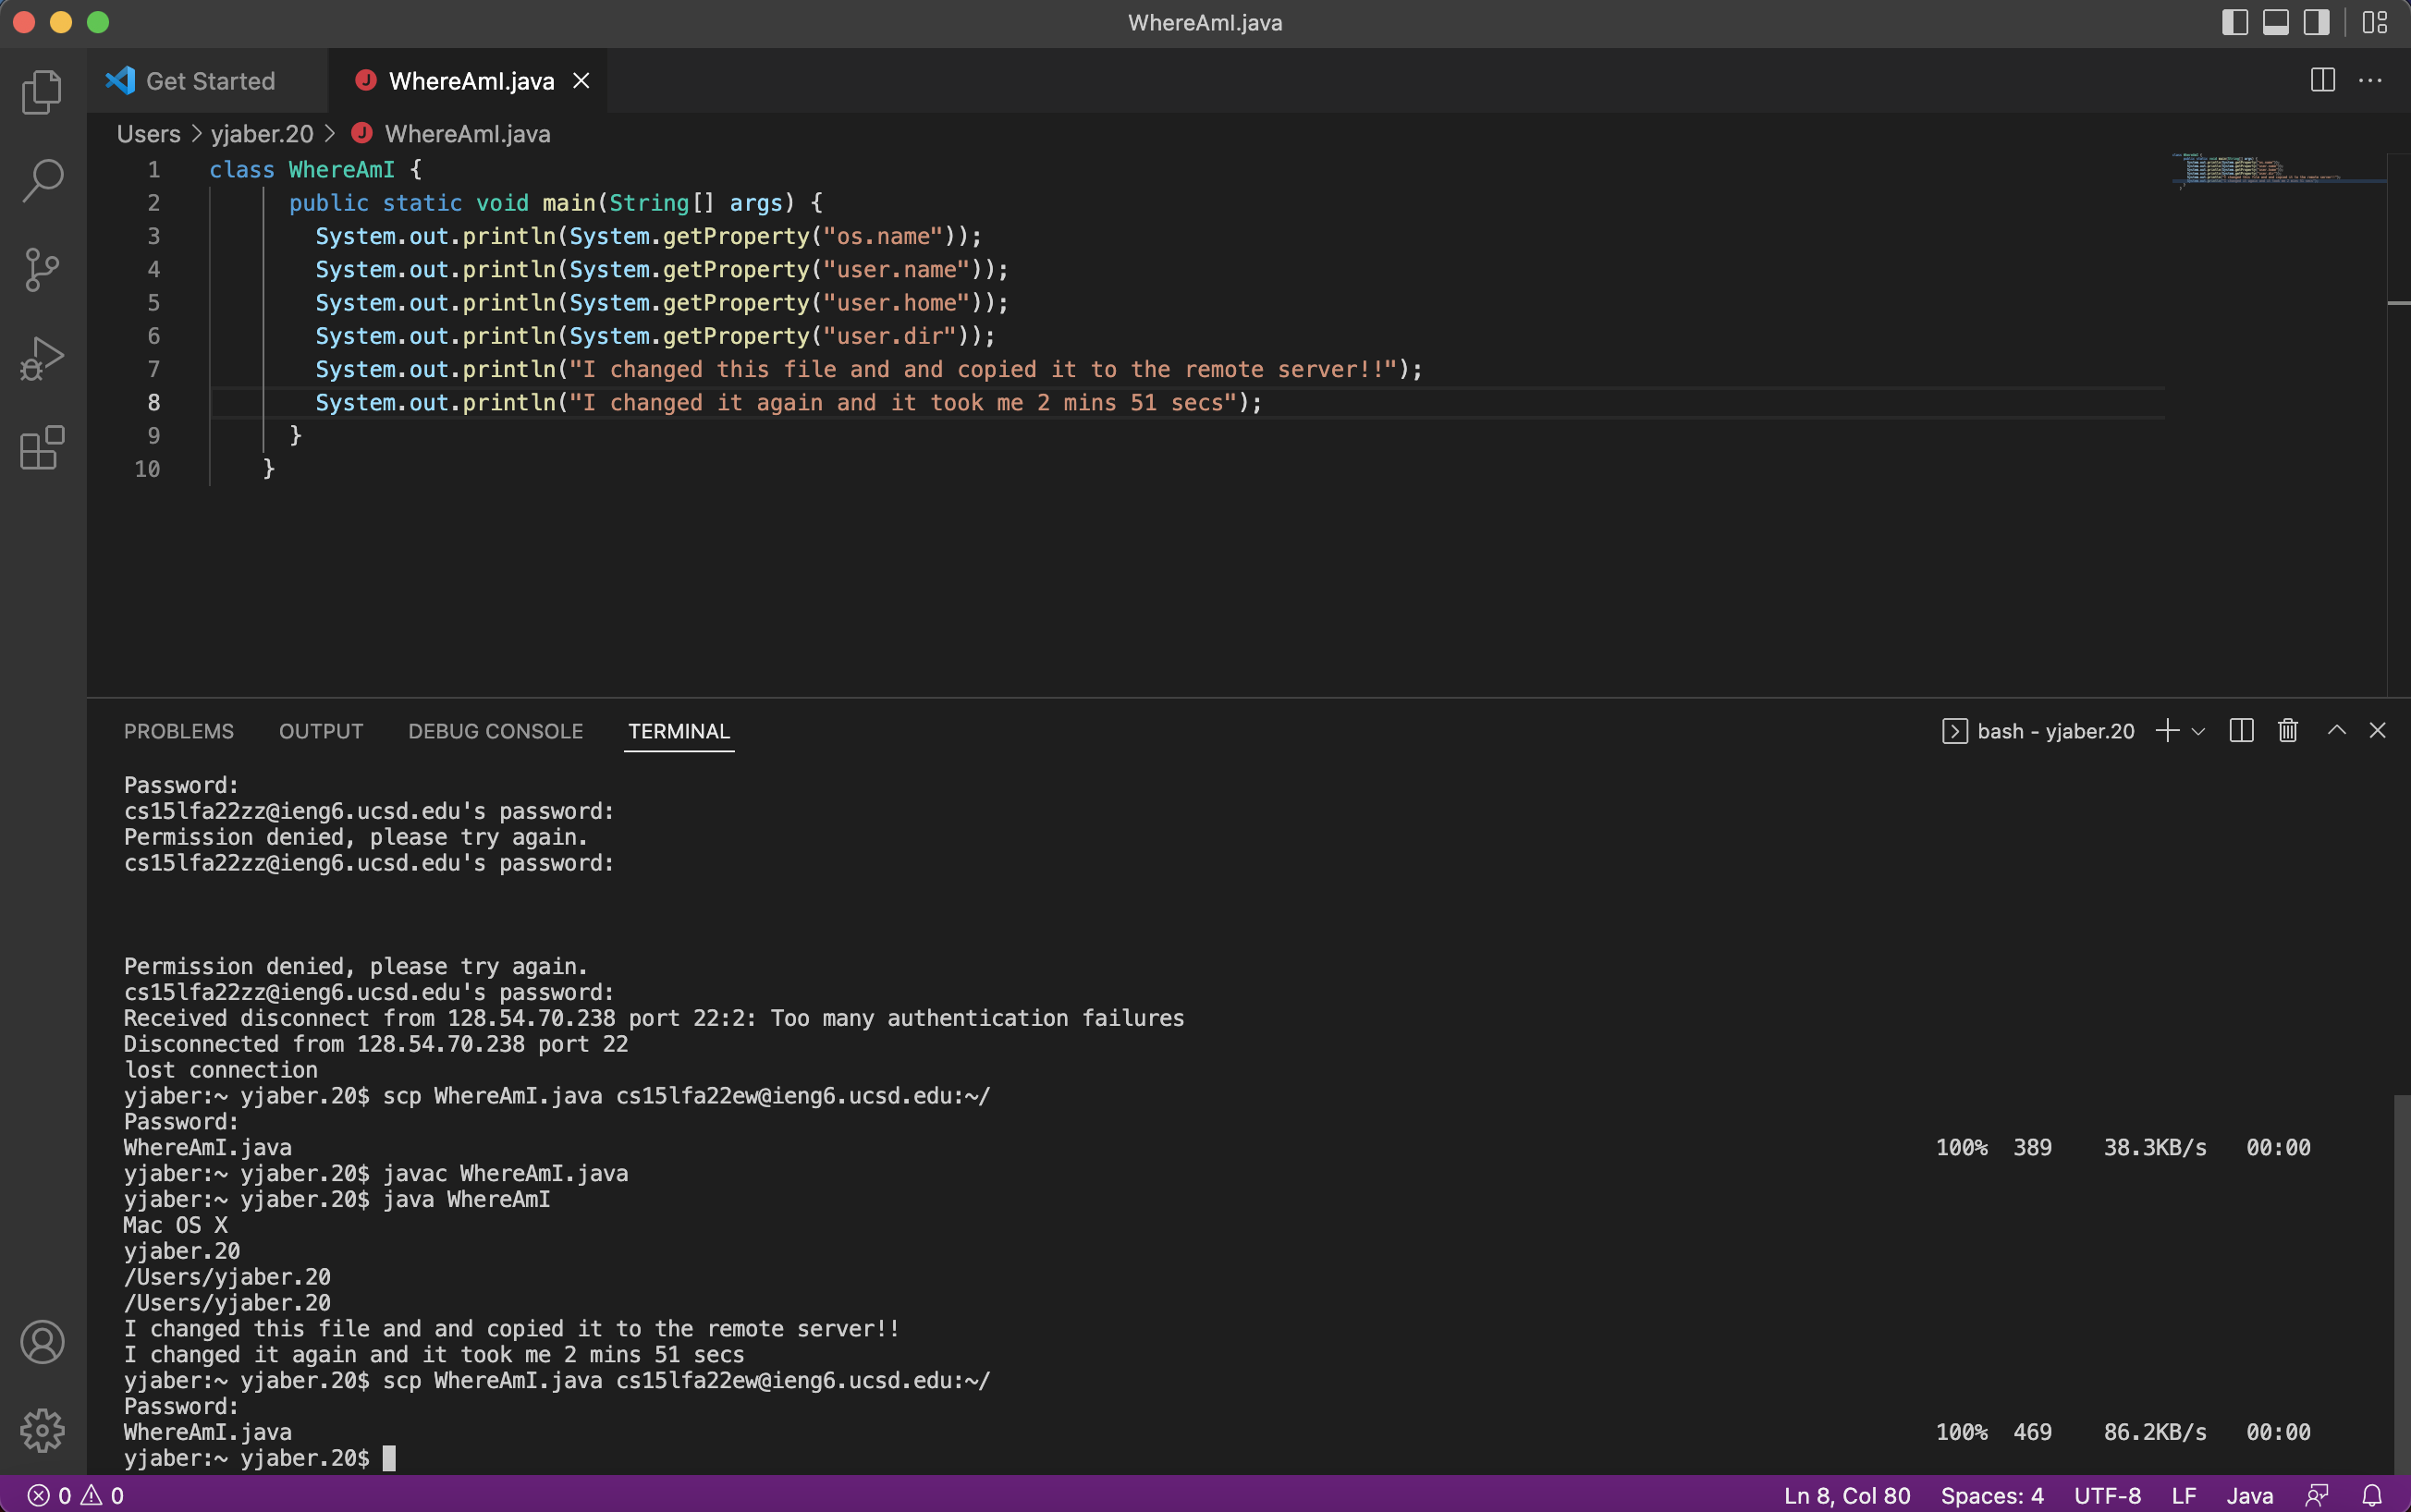 WhereAmI.java
Get Started
WhereAmI.java
Users > yjaber.20 > WhereAmI.java
1 class WhereAmI {
2 public static void main(String[] args) {
3 System.out.println(System.getProperty("os.name"));
4 System.out.println(System.getProperty("user.name"));
5 System.out.println(System.getProperty("user.home"));
6 System.out.println(System.getProperty("user.dir"));
7 System.out.println("I changed this file and and copied it to the remote server!!");
8 System.out.println("I changed it again and it took me 2 mins 51 secs");
9 }
10 }
PROBLEMS OUTPUT DEBUG CONSOLE TERMINAL
bash - yjaber.20
Password:
cs15lfa22zz@ieng6.ucsd.edu's password:
Permission denied, please try again.
cs15lfa22zz@ieng6.ucsd.edu's password:
Permission denied, please try again.
cs15lfa22zz@ieng6.ucsd.edu's password:
Received disconnect from 128.54.70.238 port 22:2: Too many authentication failures
Disconnected from 128.54.70.238 port 22
lost connection
yjaber:~ yjaber.20$ scp WhereAmI.java cs15lfa22ew@ieng6.ucsd.edu:~/
Password:
WhereAmI.java 100% 389 38.3KB/s 00:00
yjaber:~ yjaber.20$ javac WhereAmI.java
yjaber:~ yjaber.20$ java WhereAmI
Mac OS X
yjaber.20
/Users/yjaber.20
/Users/yjaber.20
I changed this file and and copied it to the remote server!!
I changed it again and it took me 2 mins 51 secs
yjaber:~ yjaber.20$ scp WhereAmI.java cs15lfa22ew@ieng6.ucsd.edu:~/
Password:
WhereAmI.java 100% 469 86.2KB/s 00:00
yjaber:~ yjaber.20$
0 0 Ln 8, Col 80 Spaces: 4 UTF-8 LF Java